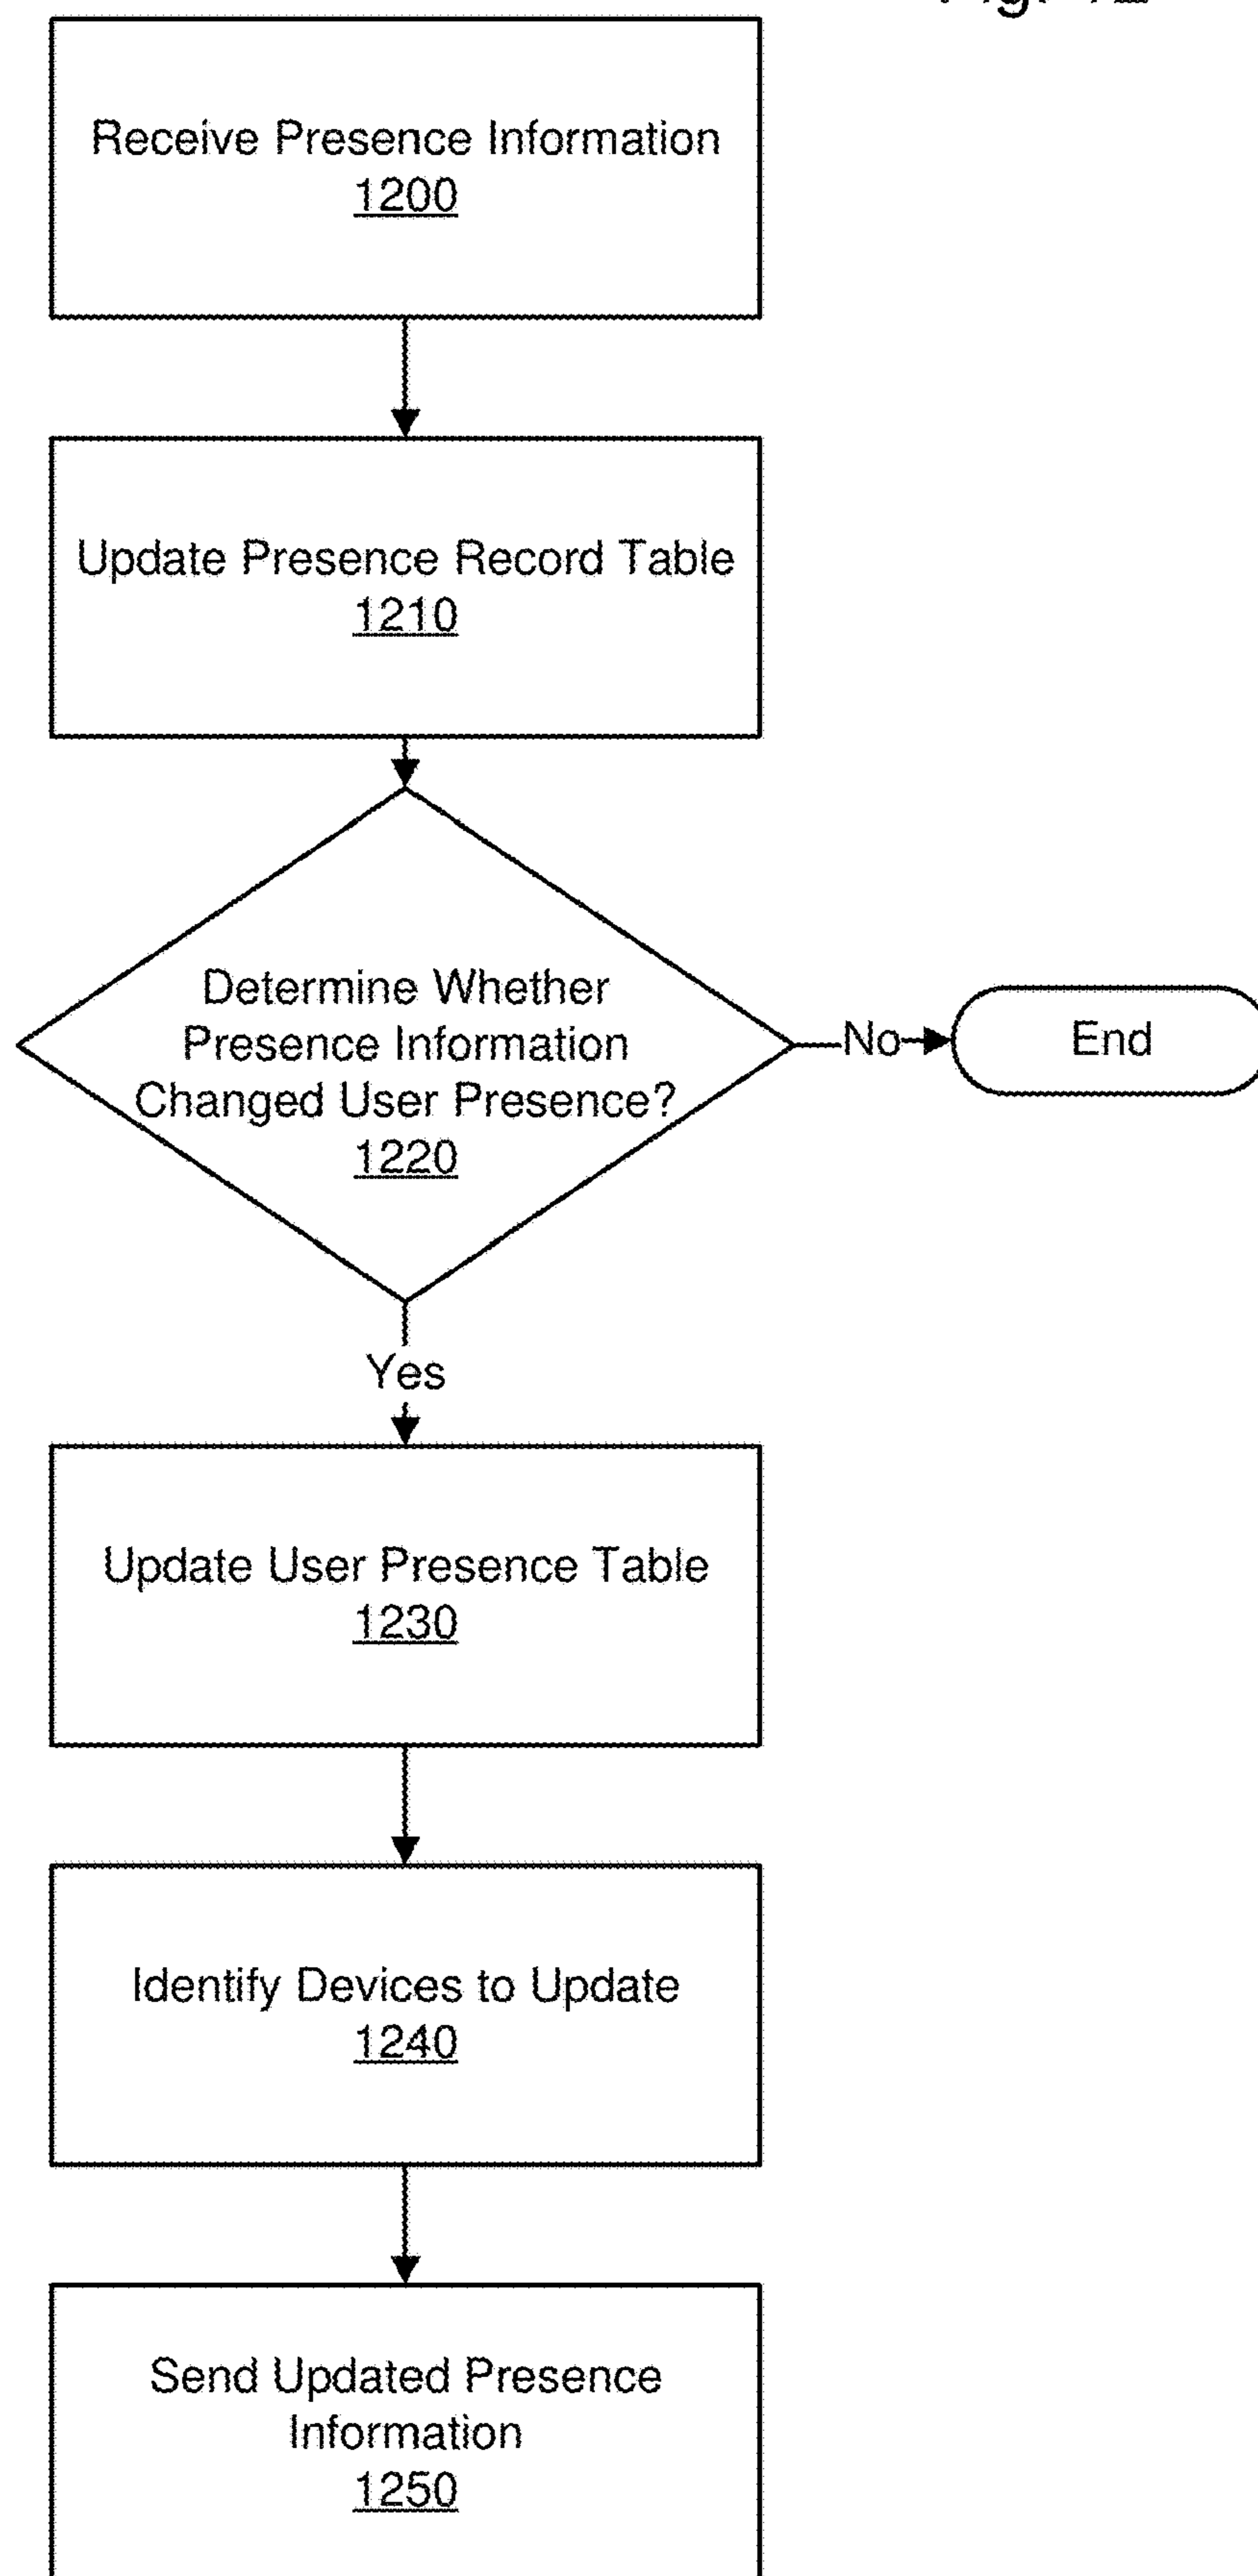 Receive Presence Information
1200
Update Presence Record Table
1210
Determine Whether
Presence Information
Changed User Presence?
1220
No
End
Yes
Update User Presence Table
1230
Identify Devices to Update
1240
Send Updated Presence
Information
1250